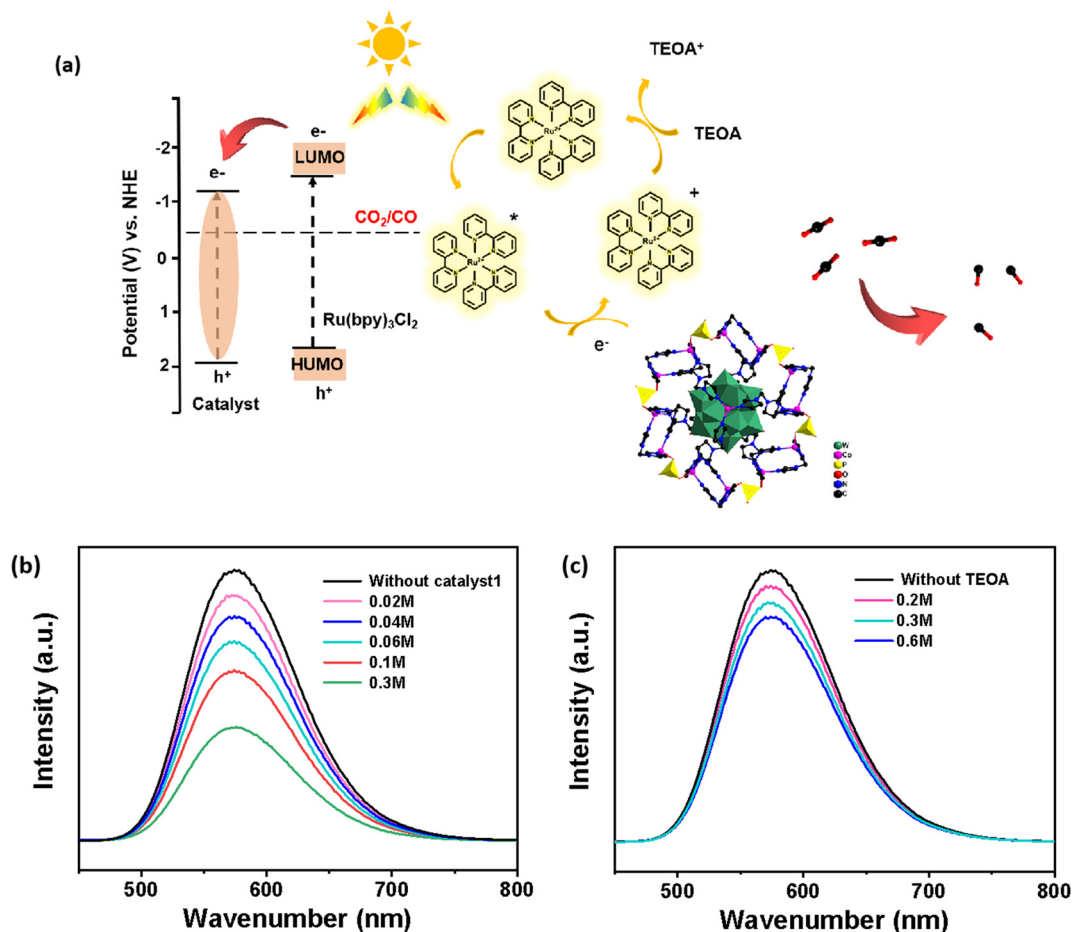 (a)
TEOA⁺
TEOA
Potential (V) vs. NHE
-2
-1
0
1
2
e-
LUMO
e-
CO₂/CO
Ru(bpy)₃Cl₂
HUMO
h⁺
h⁺
Catalyst
Ru²⁺
*
+
e⁻
W
Co
P
O
N
C
(b)
Without catalyst1
0.02M
0.04M
0.06M
0.1M
0.3M
Intensity (a.u.)
500
600
700
800
Wavenumber (nm)
(c)
Without TEOA
0.2M
0.3M
0.6M
Intensity (a.u.)
500
600
700
800
Wavenumber (nm)